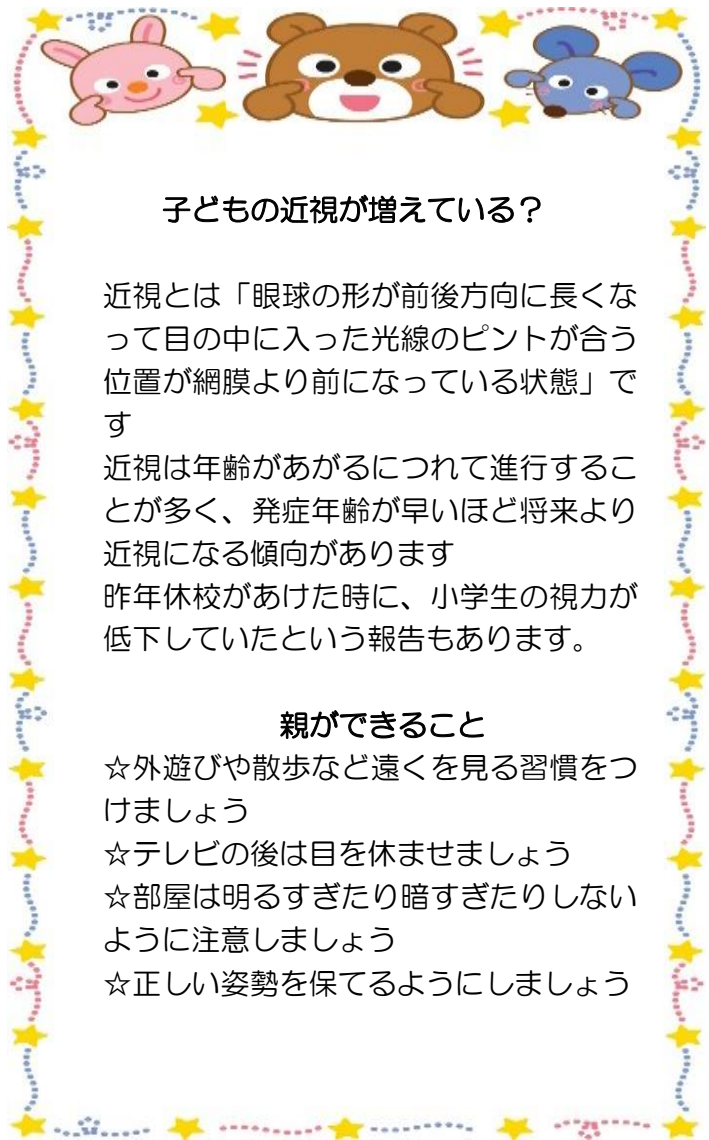 子どもの近視が増えている？
近視とは「眼球の形が前後方向に長くな
って目の中に入った光線のピントが合う
位置が網膜より前になっている状態」で
す
近視は年齢があがるにつれて進行するこ
とが多く、発症年齢が早いほど将来より
近視になる傾向があります
昨年休校があけた時に、小学生の視力が
低下していたという報告もあります。
親ができること
☆外遊びや散歩など遠くを見る習慣をつ
けましょう
☆テレビの後は目を休ませましょう
☆部屋は明るすぎたり暗すぎたりしない
ように注意しましょう
☆正しい姿勢を保てるようにしましょう